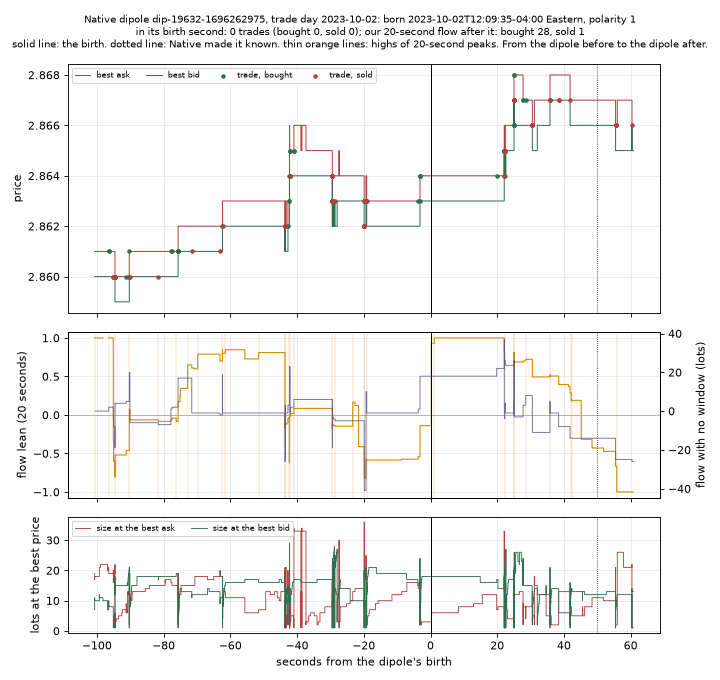 Native dipole dip-19632-1696262975, trade day 2023-10-02: born 2023-10-02T12:09:35-04:00 Eastern, polarity 1
in its birth second: 0 trades (bought 0, sold 0); our 20-second flow after it: bought 28, sold 1
solid line: the birth. dotted line: Native made it known. thin orange lines: highs of 20-second peaks. From the dipole before to the dipole after.
best ask
best bid
trade, bought
trade, sold
2.868
2.866
2.864
2.862
2.860
price
1.0
0.5
0.0
−0.5
−1.0
flow lean (20 seconds)
40
20
0
−20
−40
flow with no window (lots)
size at the best ask
size at the best bid
30
20
10
0
lots at the best price
−100
−80
−60
−40
−20
0
20
40
60
seconds from the dipole's birth